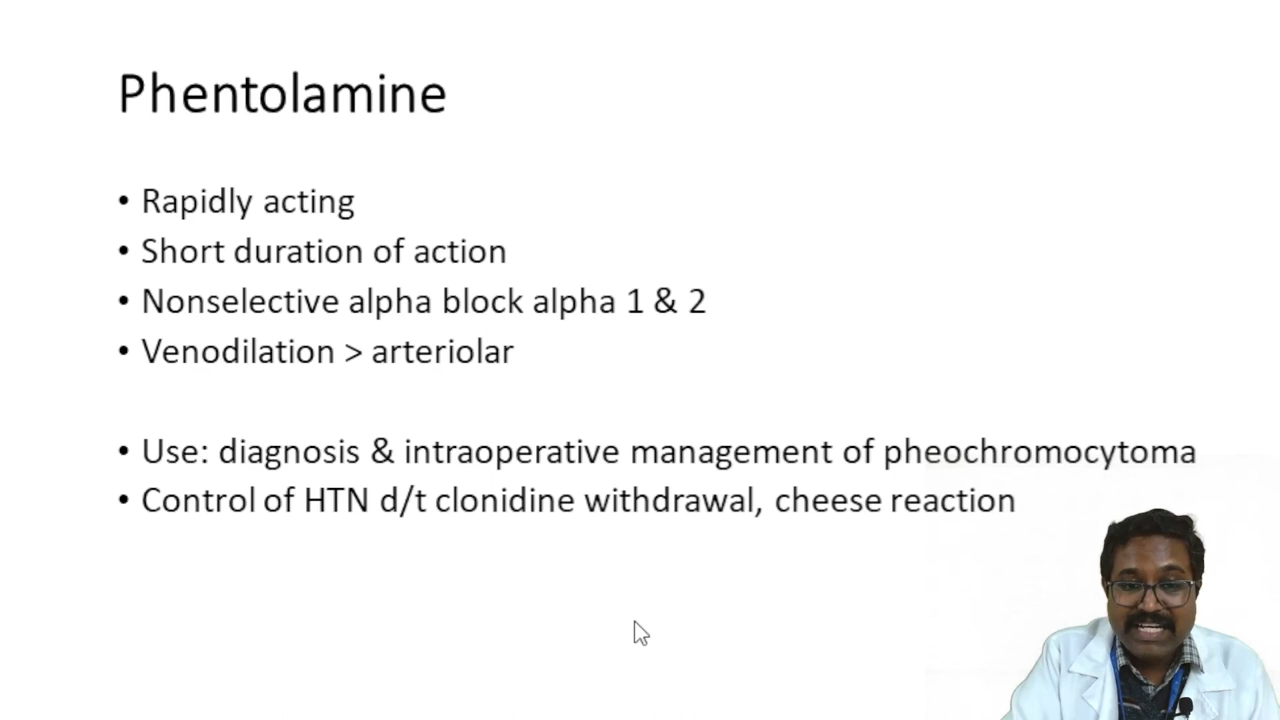 Phentolamine
• Rapidly acting
• Short duration of action
• Nonselective alpha block alpha 1 & 2
• Venodilation > arteriolar
• Use: diagnosis & intraoperative management of pheochromocytoma
• Control of HTN d/t clonidine withdrawal, cheese reaction